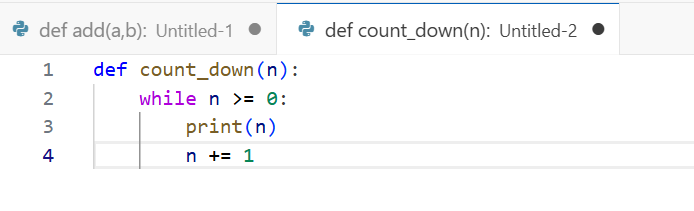 def add(a,b): Untitled-1 def count_down(n): Untitled-2
1 def count_down(n):
2     while n >= 0:
3         print(n)
4         n += 1